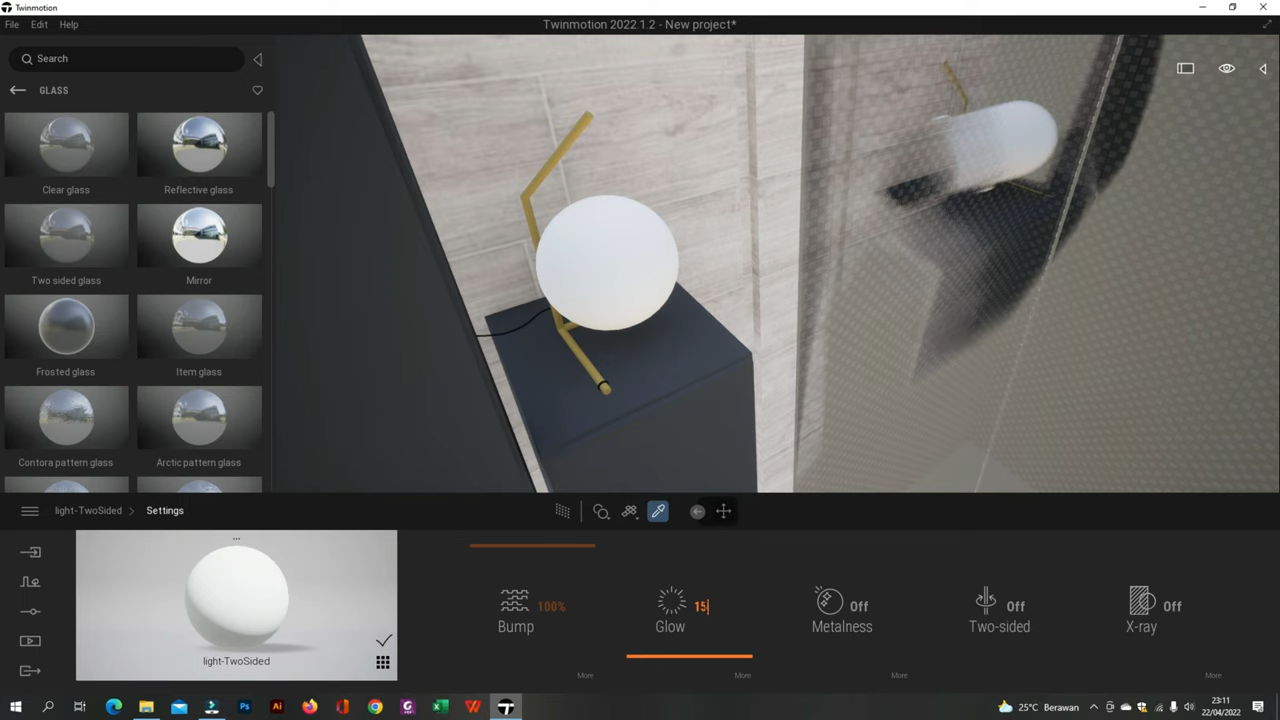 Twinmotion
File Edit Help
Twinmotion 2022.1.2 - New project*
Search
GLASS
Clear glass
Reflective glass
Two sided glass
Mirror
Frosted glass
Item glass
Contora pattern glass
Arctic pattern glass
light-TwoSided > Settings
...
light-TwoSided
100%
Bump
More
15
Glow
More
Off
Metalness
More
Off
Two-sided
Off
X-ray
More
Ps
Ai
25°C Berawan
23:11
22/04/2022